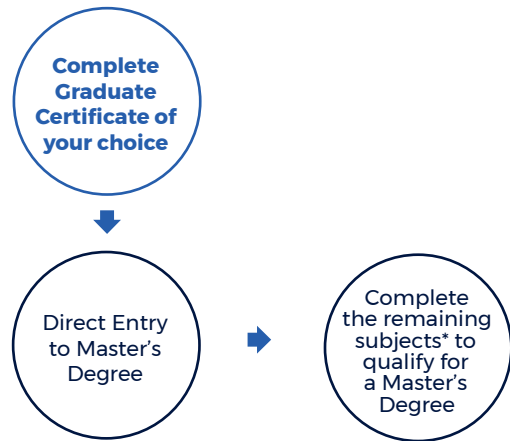 Complete
Graduate
Certificate of
your choice
Direct Entry
to Master's
Degree
Complete
the remaining
subjects* to
qualify for
a Master's
Degree